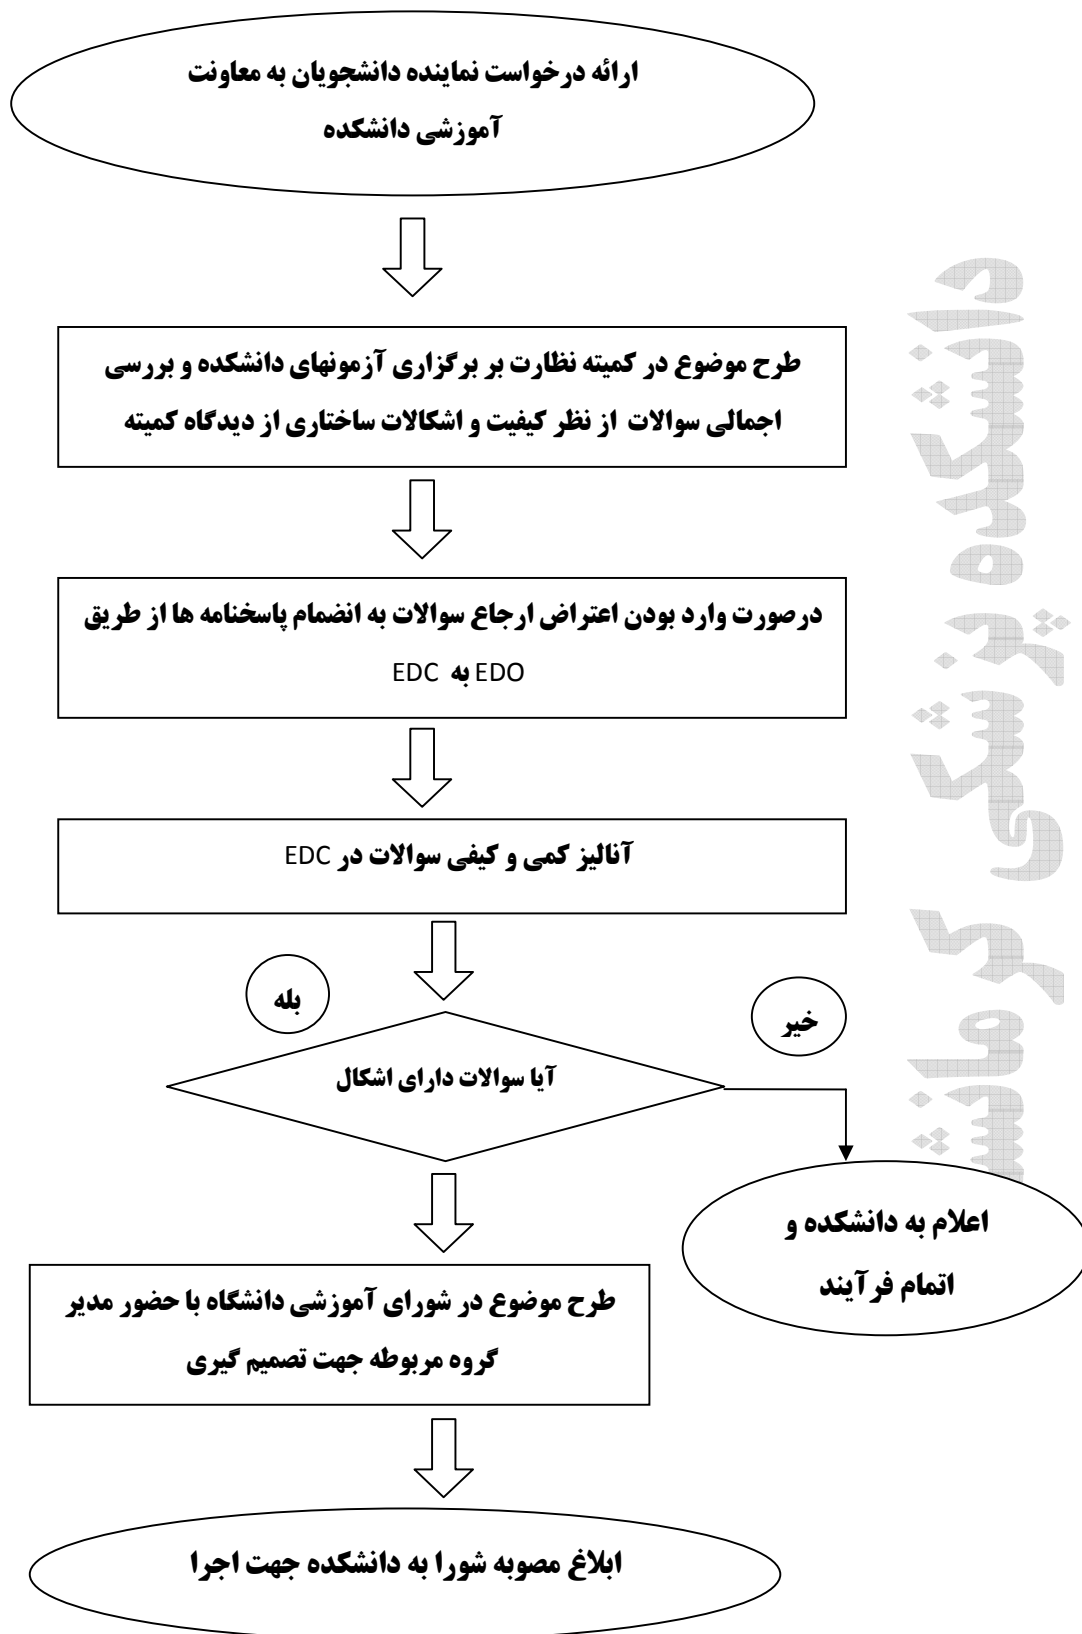 ارائه درخواست نماینده دانشجویان به معاونت
آموزشی دانشکده
طرح موضوع در کمیته نظارت بر برگزاری آزمونهای دانشکده و بررسی
اجمالی سوالات از نظر کیفیت و اشکالات ساختاری از دیدگاه کمیته
درصورت وارد بودن اعتراض ارجاع سوالات به انضمام پاسخنامه ها از طریق
EDO به EDC
آنالیز کمی و کیفی سوالات در EDC
بله
خیر
آیا سوالات دارای اشکال
اعلام به دانشکده و
اتمام فرآیند
طرح موضوع در شورای آموزشی دانشگاه با حضور مدیر
گروه مربوطه جهت تصمیم گیری
ابلاغ مصوبه شورا به دانشکده جهت اجرا
دانشکده پزشکی